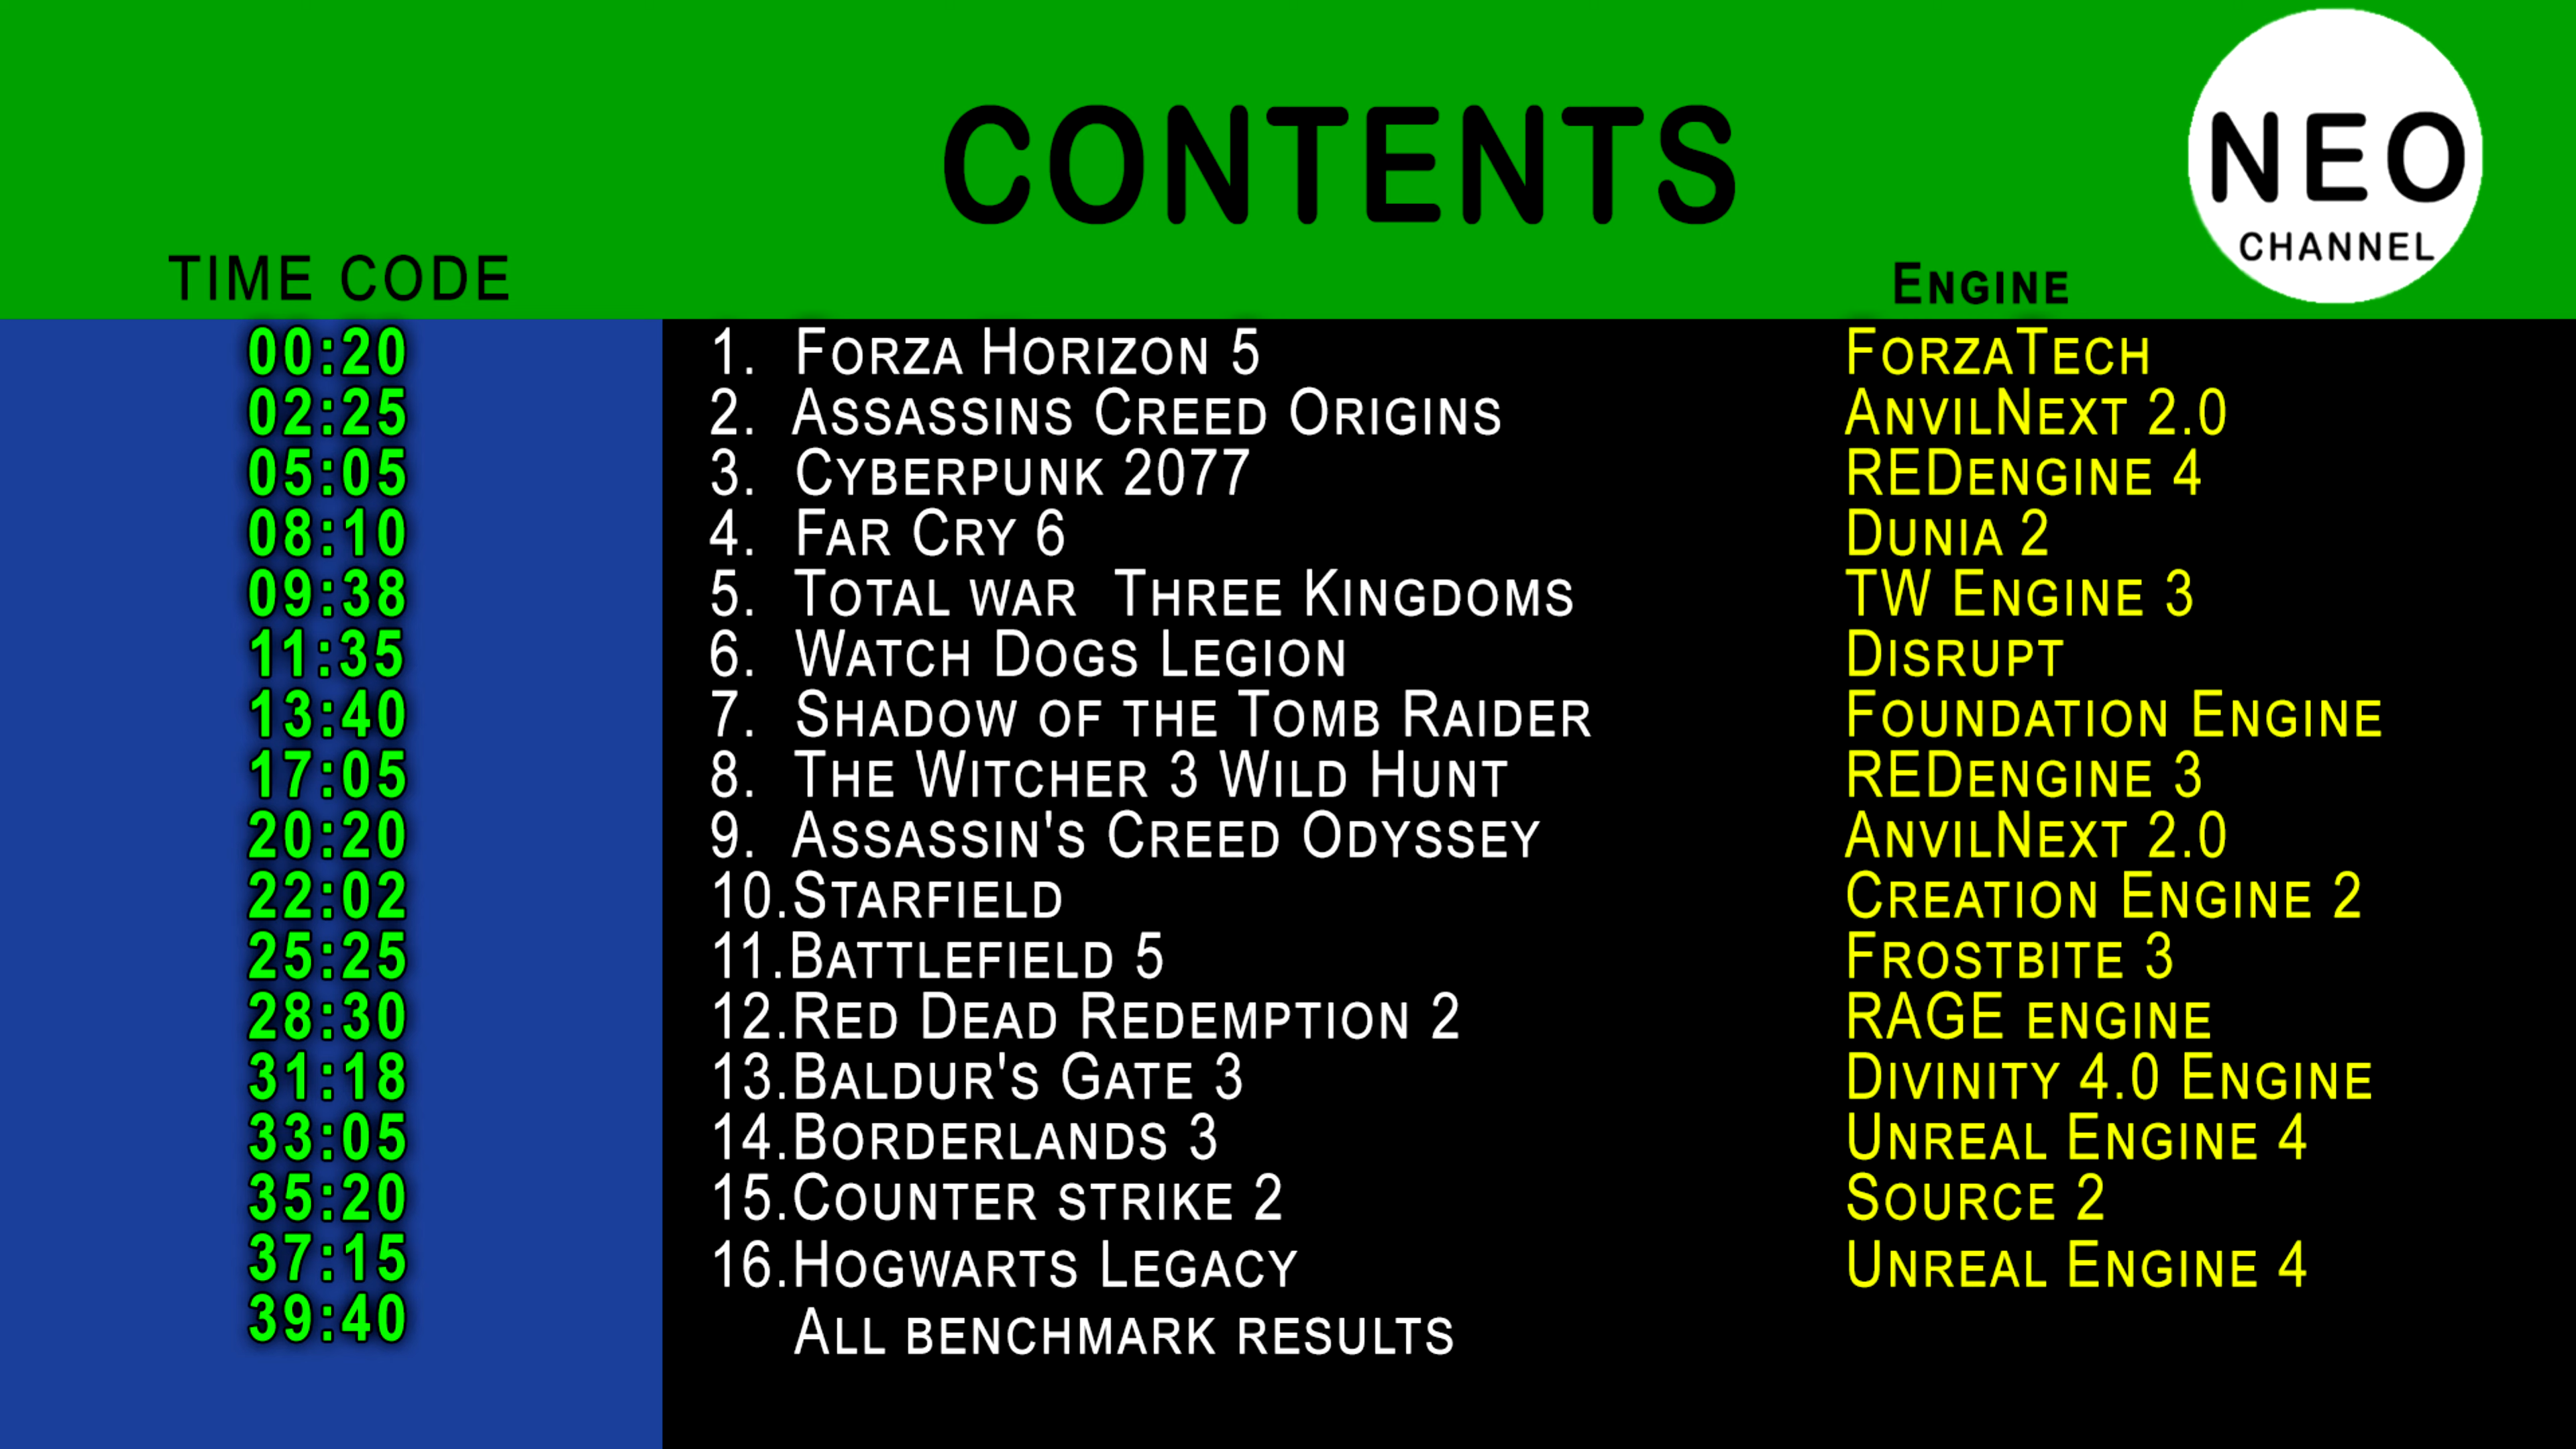 CONTENTS
NEO
CHANNEL
TIME CODE
ENGINE
00:20 1. FORZA HORIZON 5 FORZATECH
02:25 2. ASSASSINS CREED ORIGINS ANVILNEXT 2.0
05:05 3. CYBERPUNK 2077 REDENGINE 4
08:10 4. FAR CRY 6 DUNIA 2
09:38 5. TOTAL WAR THREE KINGDOMS TW ENGINE 3
11:35 6. WATCH DOGS LEGION DISRUPT
13:40 7. SHADOW OF THE TOMB RAIDER FOUNDATION ENGINE
17:05 8. THE WITCHER 3 WILD HUNT REDENGINE 3
20:20 9. ASSASSIN'S CREED ODYSSEY ANVILNEXT 2.0
22:02 10. STARFIELD CREATION ENGINE 2
25:25 11. BATTLEFIELD 5 FROSTBITE 3
28:30 12. RED DEAD REDEMPTION 2 RAGE ENGINE
31:18 13. BALDUR'S GATE 3 DIVINITY 4.0 ENGINE
33:05 14. BORDERLANDS 3 UNREAL ENGINE 4
35:20 15. COUNTER STRIKE 2 SOURCE 2
37:15 16. HOGWARTS LEGACY UNREAL ENGINE 4
39:40 ALL BENCHMARK RESULTS